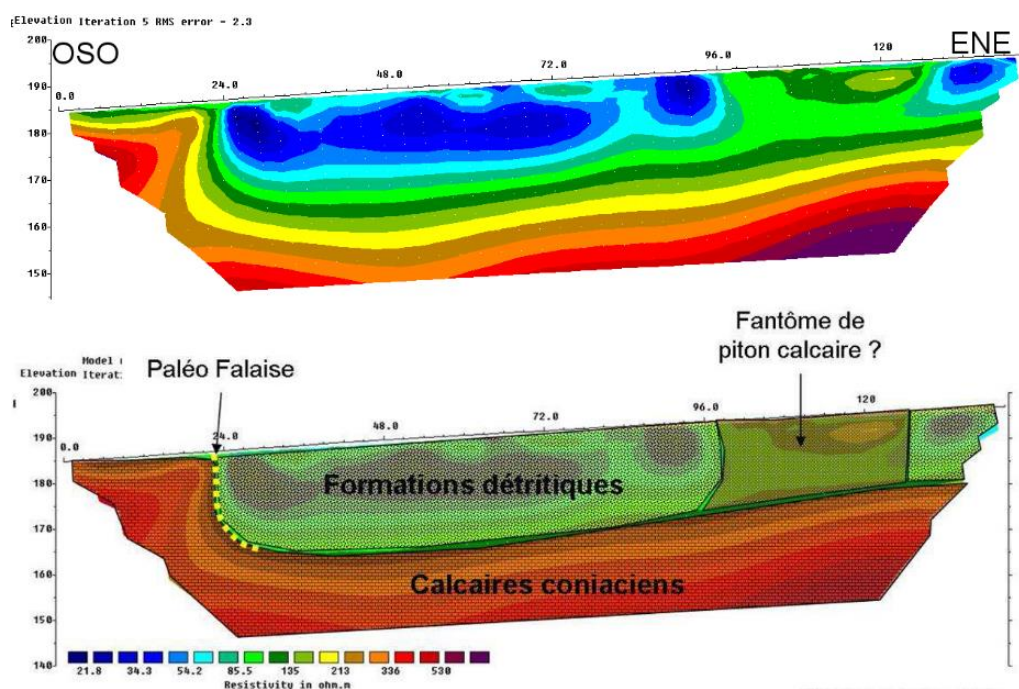 Elevation Iteration 5 RMS error - 2.3
200
OSO
ENE
120
96.0
72.0
48.0
24.0
0.0
190
180
170
160
150
Fantôme de
piton calcaire ?
Model
Paléo Falaise
Elevation Iterat
200
120
96.0
72.0
48.0
24.0
0.0
190
Formations détritiques
180
170
160
Calcaires coniaciens
150
140
21.8 34.3 54.2 85.5 135 213 336 530
Resistivity in ohm.m